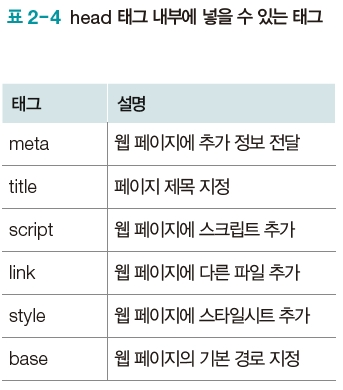 표 2-4 head 태그 내부에 넣을 수 있는 태그
태그 설명
meta 웹 페이지에 추가 정보 전달
title 페이지 제목 지정
script 웹 페이지에 스크립트 추가
link 웹 페이지에 다른 파일 추가
style 웹 페이지에 스타일시트 추가
base 웹 페이지의 기본 경로 지정